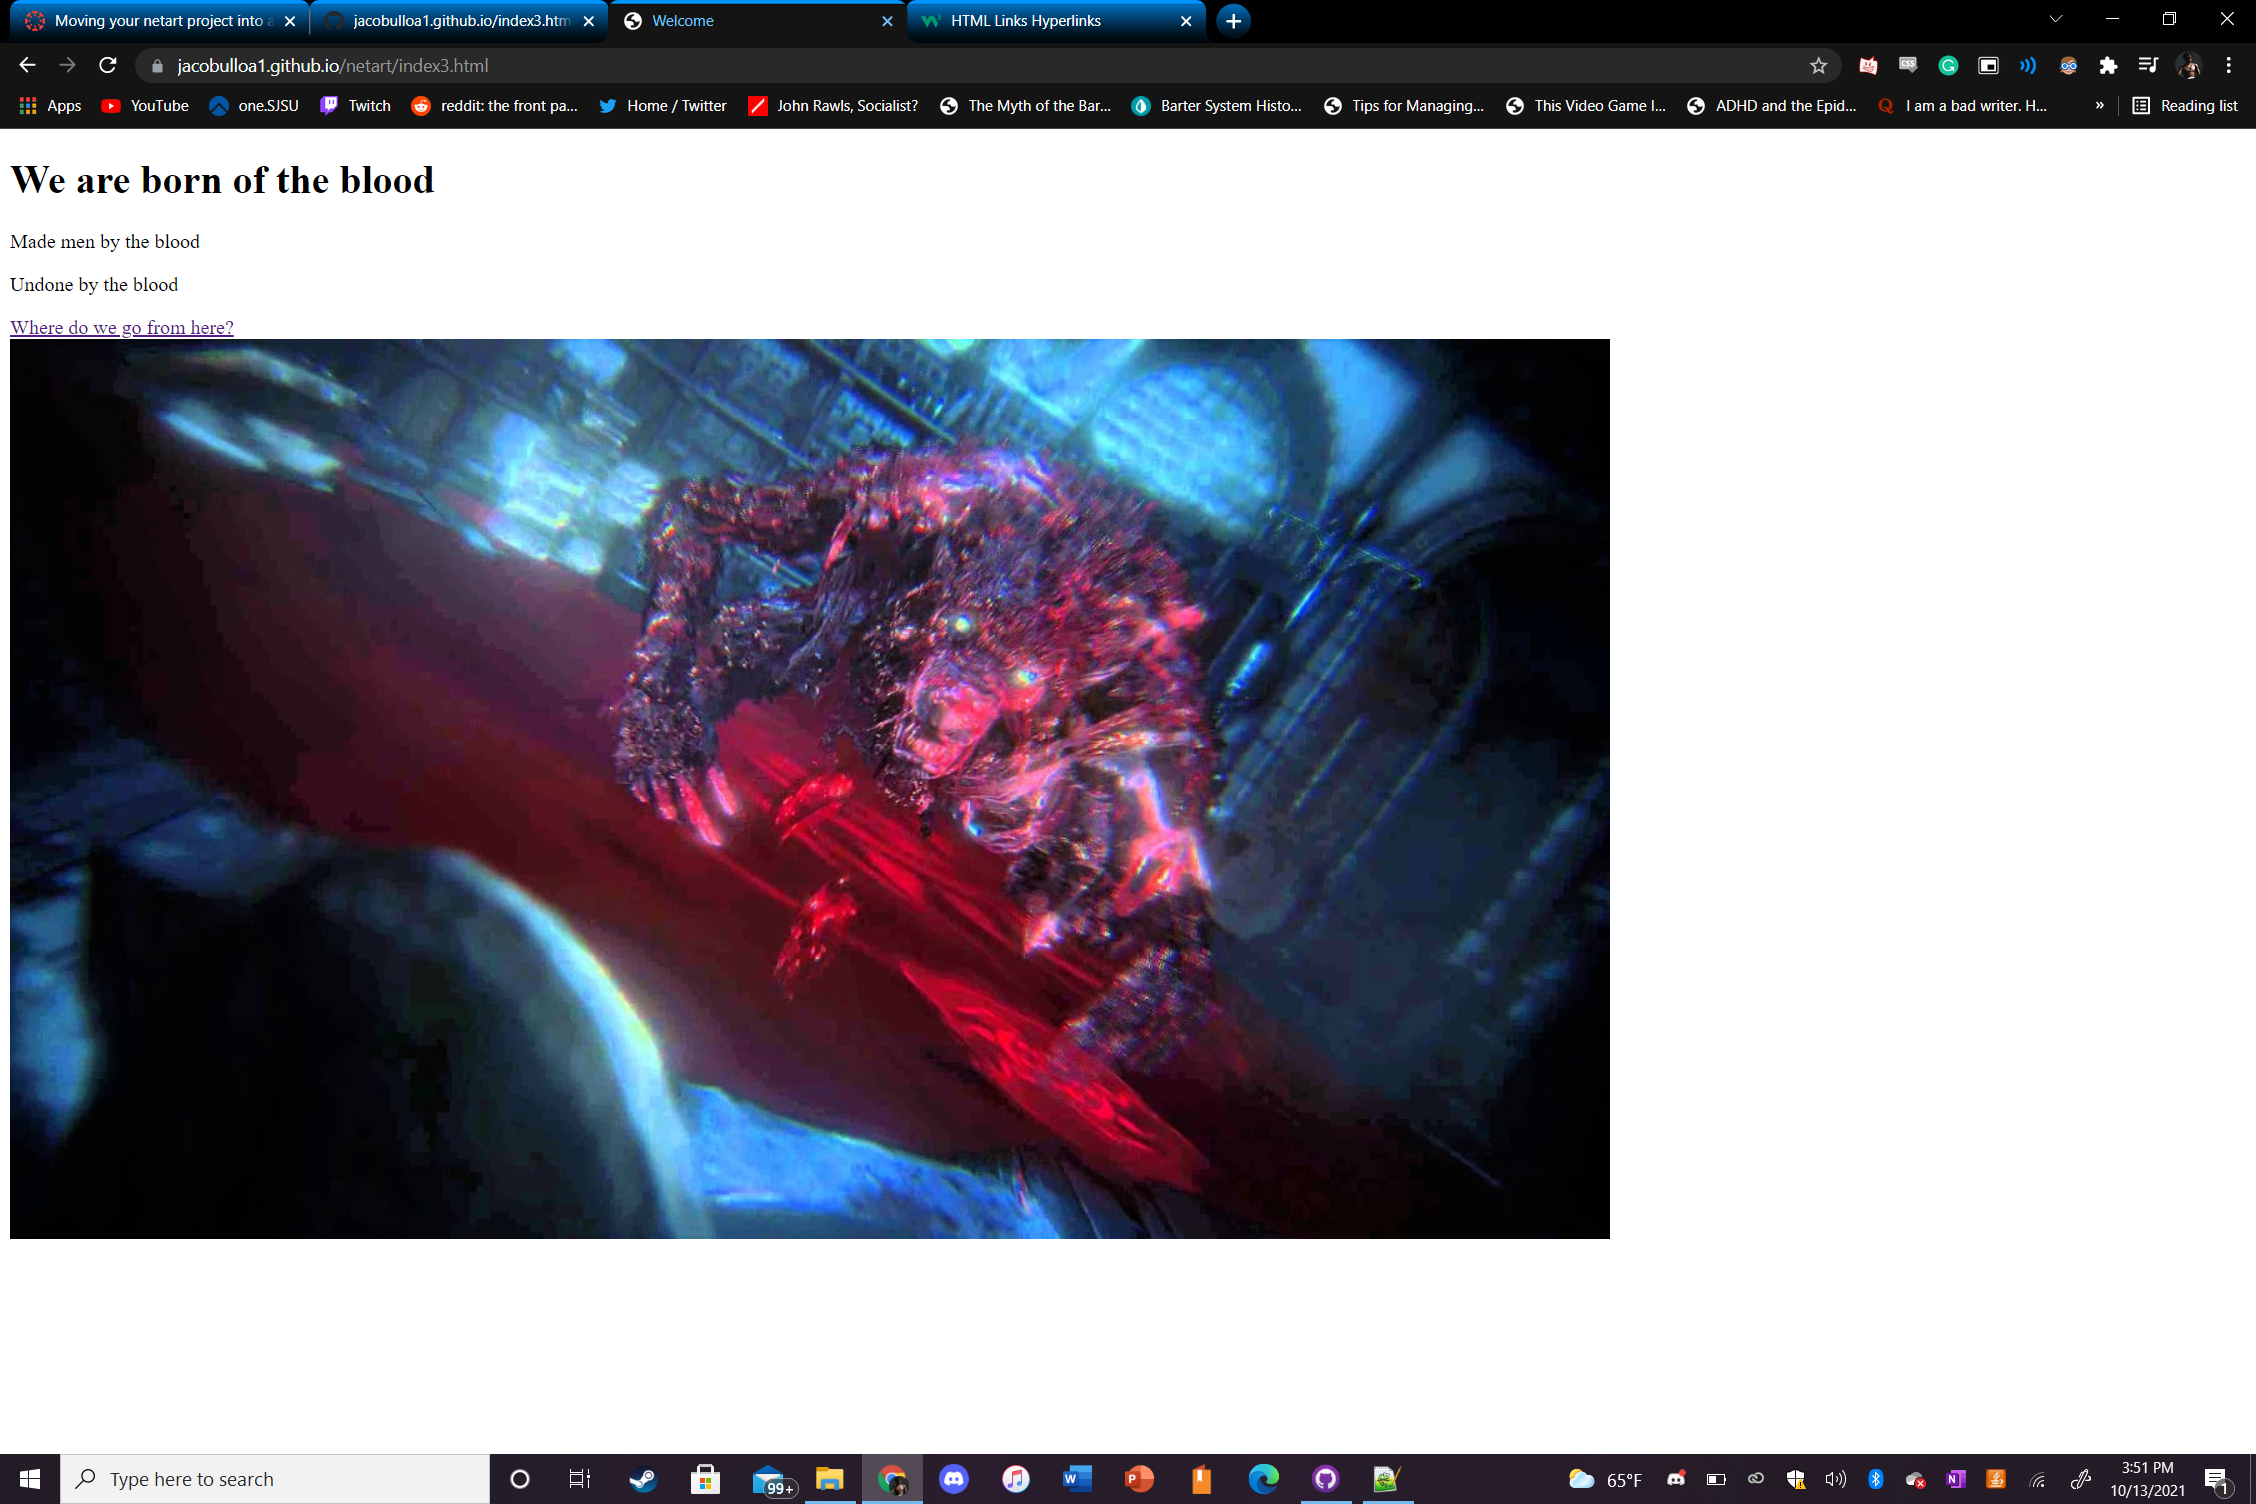 Moving your netart project into a
jacobulloa1.github.io/index3.htm
Welcome
HTML Links Hyperlinks
jacobulloa1.github.io/netart/index3.html
Apps
YouTube
one.SJSU
Twitch
reddit: the front pa...
Home / Twitter
John Rawls, Socialist?
The Myth of the Bar...
Barter System Histo...
Tips for Managing...
This Video Game I...
ADHD and the Epid...
I am a bad writer. H...
»
Reading list
We are born of the blood
Made men by the blood
Undone by the blood
Where do we go from here?
Type here to search
99+
65°F
3:51 PM
10/13/2021
1